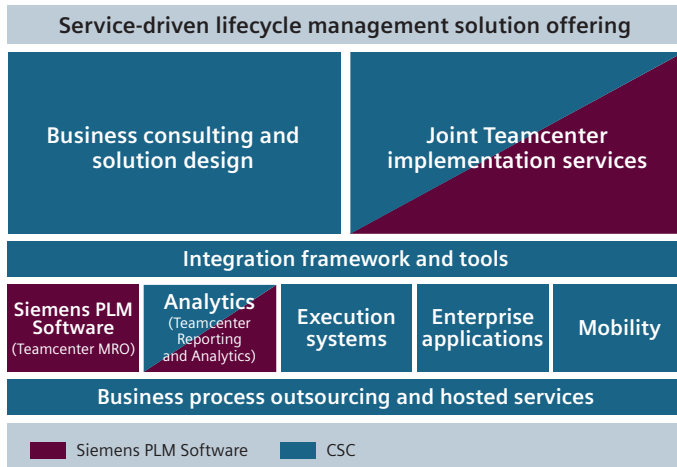 Service-driven lifecycle management solution offering
Business consulting and
solution design
Joint Teamcenter
implementation services
Integration framework and tools
Siemens PLM
Software
(Teamcenter MRO)
Analytics
(Teamcenter
Reporting
and Analytics)
Execution
systems
Enterprise
applications
Mobility
Business process outsourcing and hosted services
Siemens PLM Software
CSC